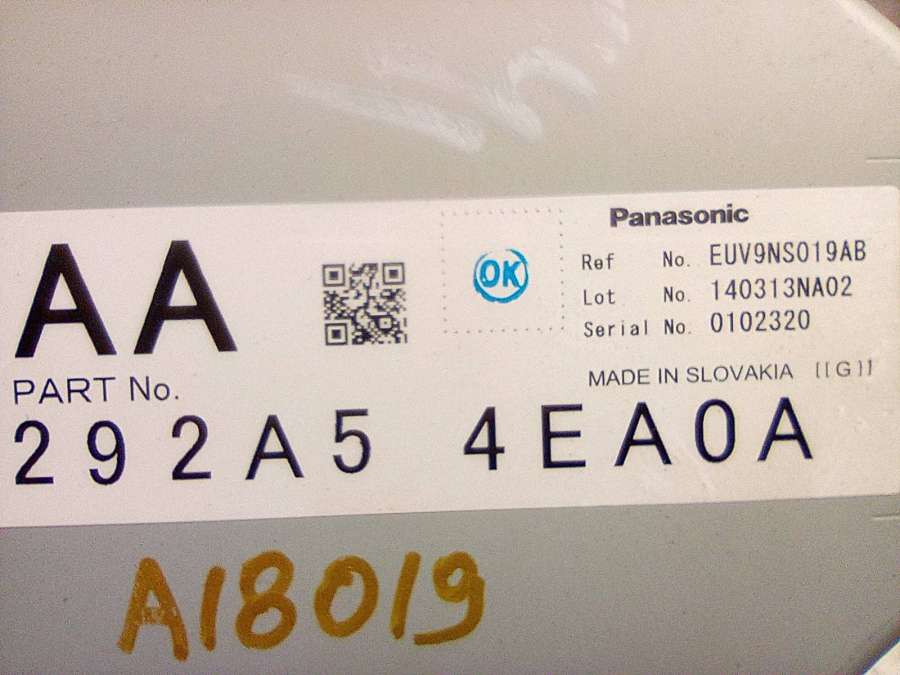 AA
OK
Panasonic
Ref No. EUV9NS019AB
Lot No. 140313NA02
Serial No. 0102320
MADE IN SLOVAKIA [[G]]
PART No.
292A5 4EA0A
A18019